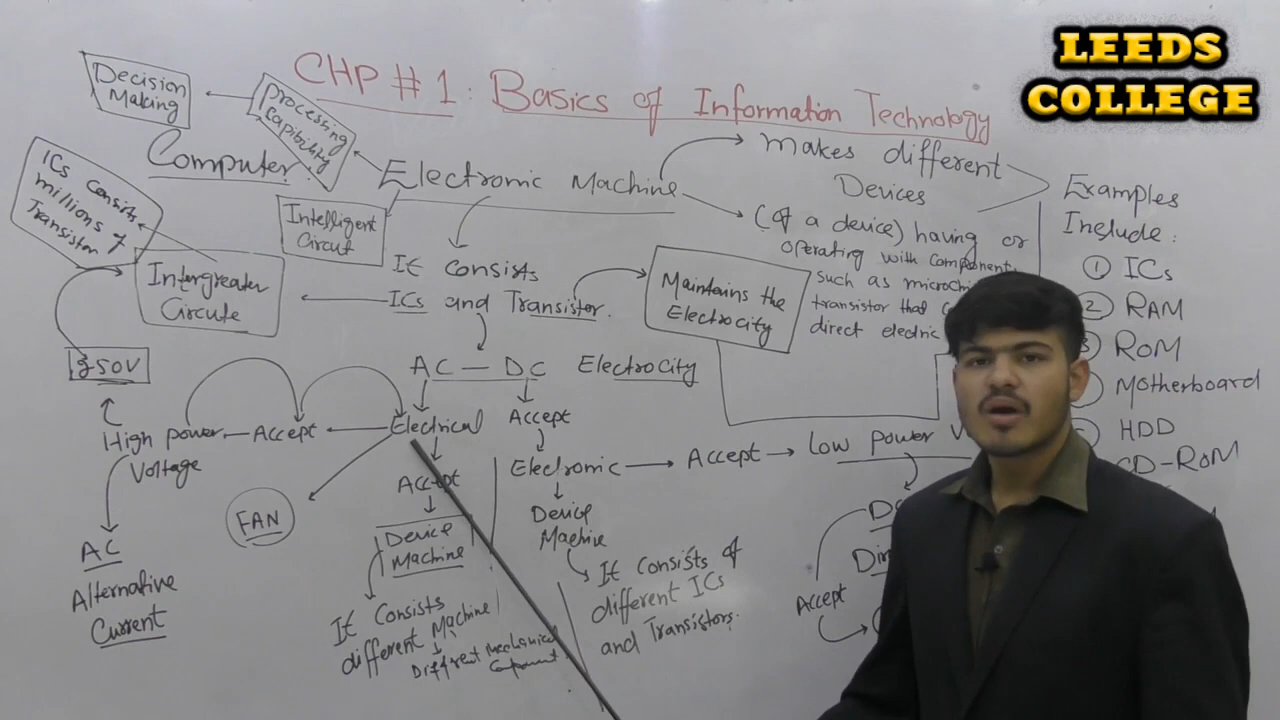 LEEDS
COLLEGE
CHP # 1: Basics of Information Technology
Decision
Making
Processing
Capibility
Computer
Electronic Machine
makes different
Devices
Examples
Include:
① ICs
② RAM
ROM
Motherboard
HDD
CD-ROM
ICs Consists
millions of
Transistor
Intelligent
Circut
(of a device) having or
operating with Component
such as microchi
transistor that
direct electric
Intergreater
Circute
It Consists
ICs and Transistor.
Maintains the
Electrocity
250V
AC — DC Electrocity
High power
Voltage
Accept
Electrical
Accept
Accept
Electronic
Accept
Low Power V
FAN
Device
Machine
Device
Machine
AC
Alternative
Current
It Consists
different Machine
Different Mechanical
Component
It Consists of
different ICs
and Transistors.
Accept